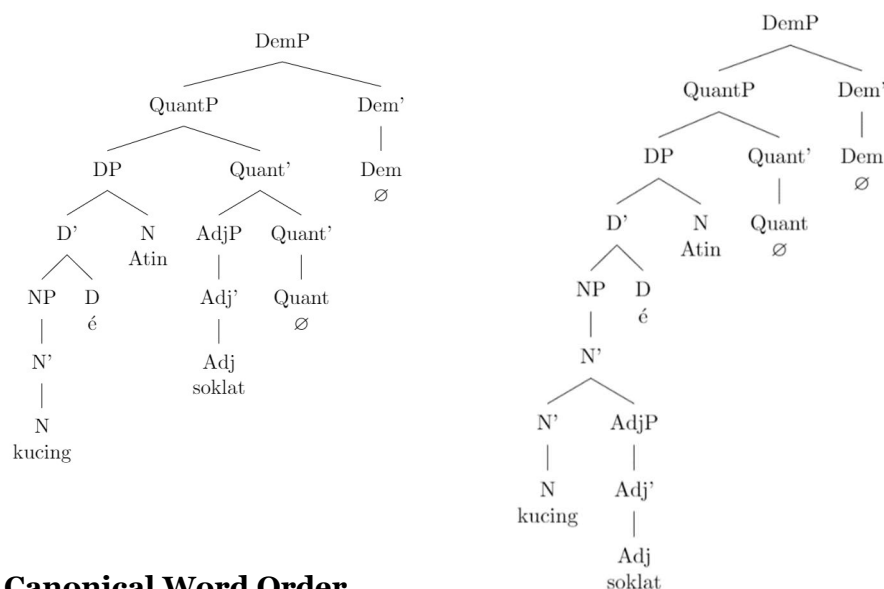 DemP
QuantP Dem'
DP Quant' Dem
∅
D' N AdjP Quant'
Atin
NP D Adj' Quant
é ∅
N' Adj
soklat
N
kucing
DemP
QuantP Dem'
DP Quant' Dem
∅
D' N Quant
Atin ∅
NP D
é
N'
N' AdjP
N Adj'
kucing
Adj
soklat
Canonical Word Order